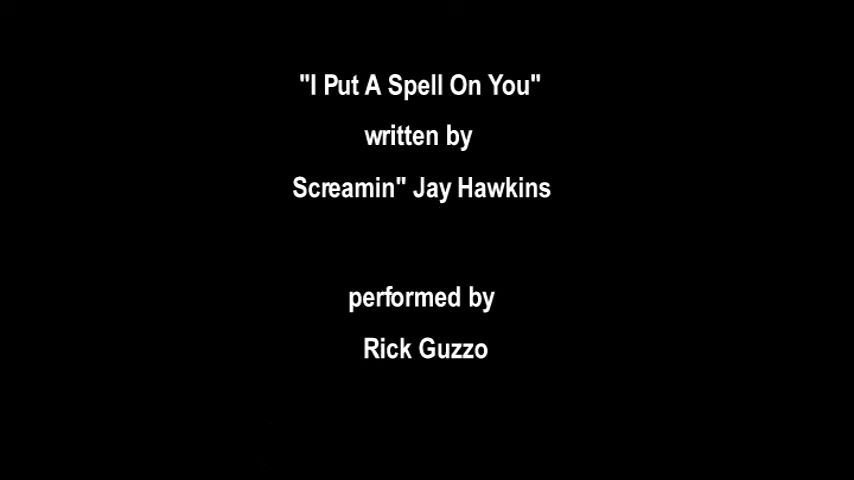 "I Put A Spell On You"
written by
Screamin" Jay Hawkins
performed by
Rick Guzzo